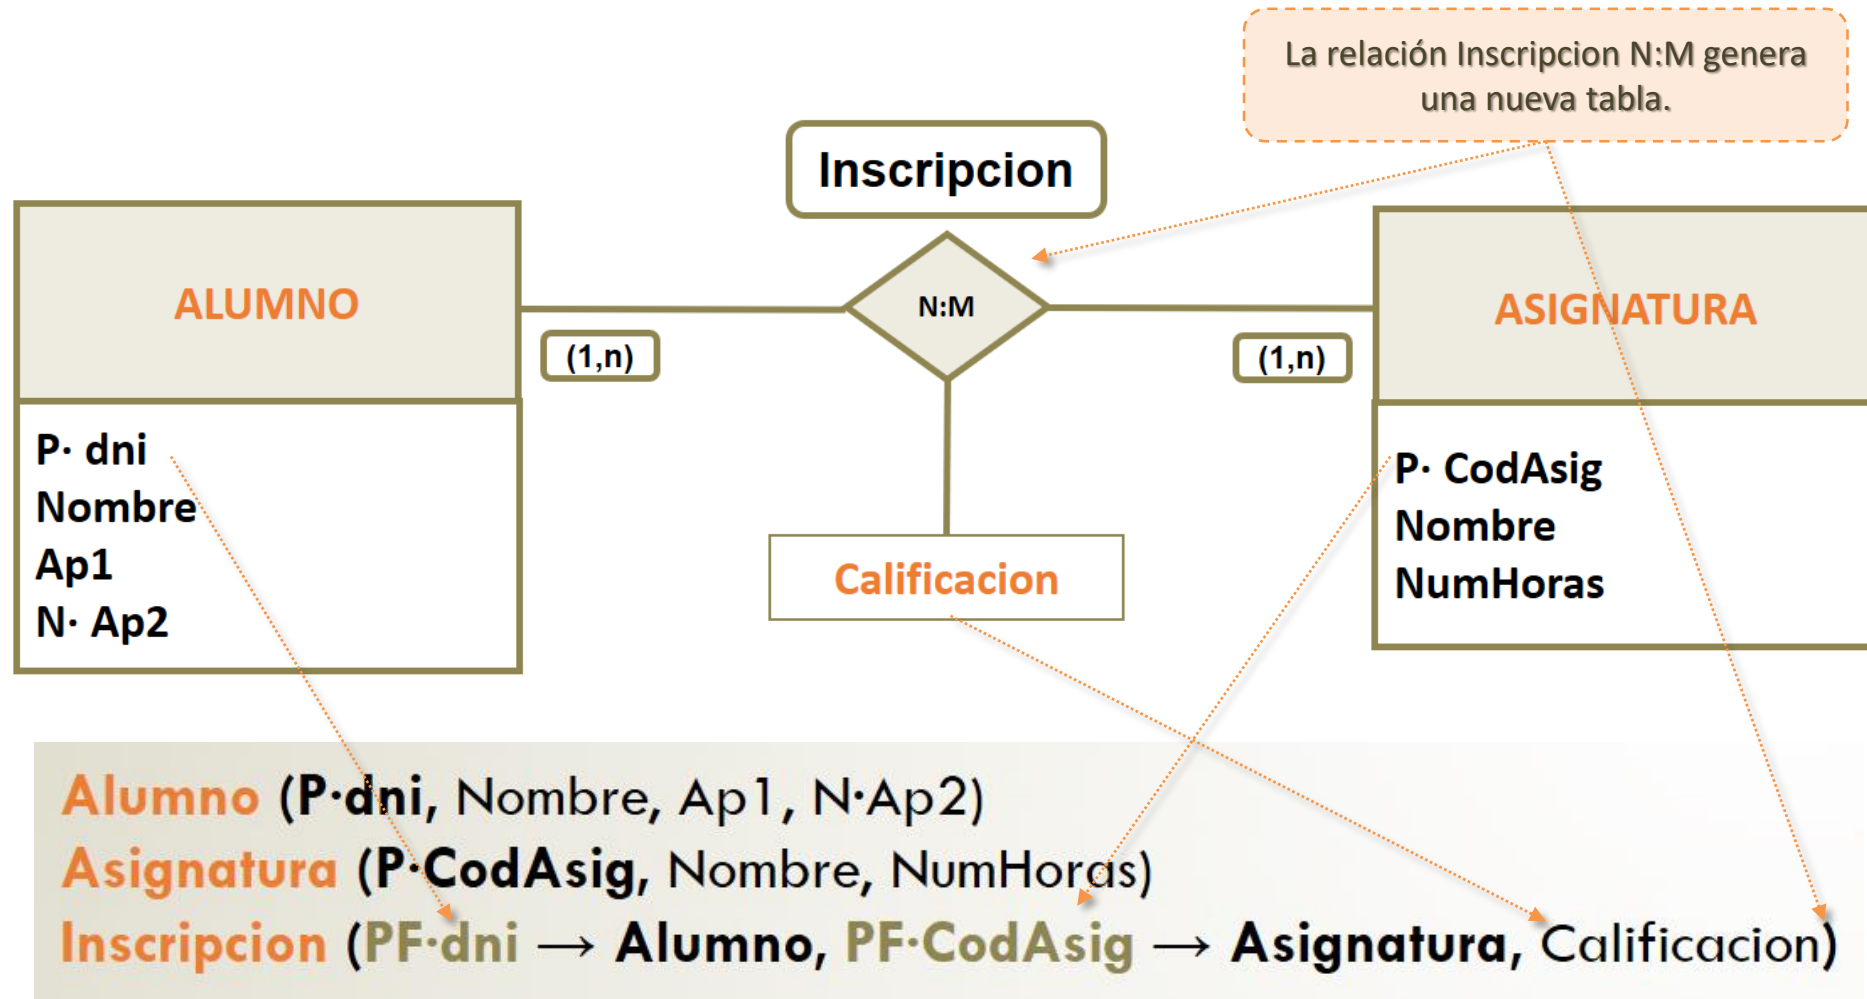 La relación Inscripcion N:M genera
una nueva tabla.
Inscripcion
ALUMNO
N:M
ASIGNATURA
(1,n)
(1,n)
P· dni
Nombre
Ap1
N· Ap2
Calificacion
P· CodAsig
Nombre
NumHoras
Alumno (P·dni, Nombre, Ap1, N·Ap2)
Asignatura (P·CodAsig, Nombre, NumHoras)
Inscripcion (PF·dni → Alumno, PF·CodAsig → Asignatura, Calificacion)